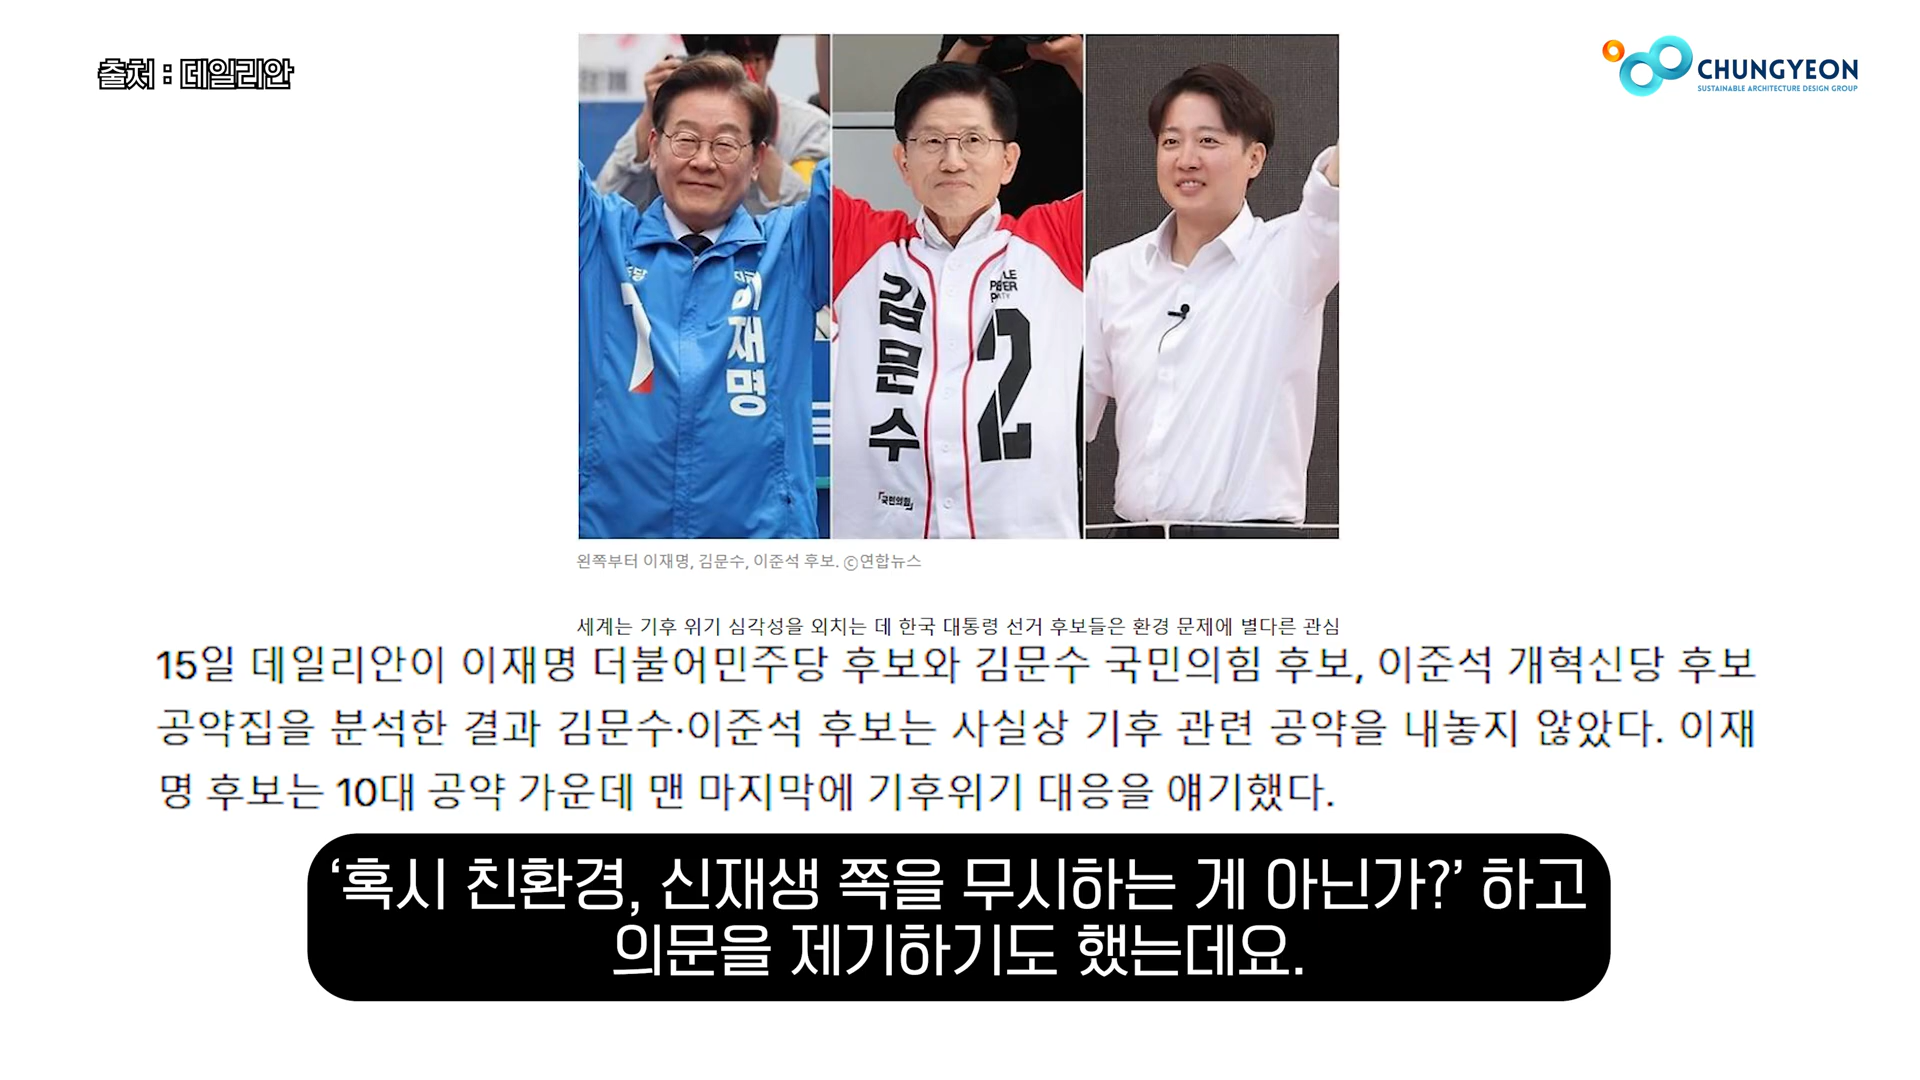 출처 : 데일리안
CHUNGYEON
SUSTAINABLE ARCHITECTURE DESIGN GROUP
이재명
김문수
2
국민의힘
왼쪽부터 이재명, 김문수, 이준석 후보. ©연합뉴스
세계는 기후 위기 심각성을 외치는 데 한국 대통령 선거 후보들은 환경 문제에 별다른 관심
15일 데일리안이 이재명 더불어민주당 후보와 김문수 국민의힘 후보, 이준석 개혁신당 후보
공약집을 분석한 결과 김문수·이준석 후보는 사실상 기후 관련 공약을 내놓지 않았다. 이재
명 후보는 10대 공약 가운데 맨 마지막에 기후위기 대응을 얘기했다.
‘혹시 친환경, 신재생 쪽을 무시하는 게 아닌가?’ 하고
의문을 제기하기도 했는데요.